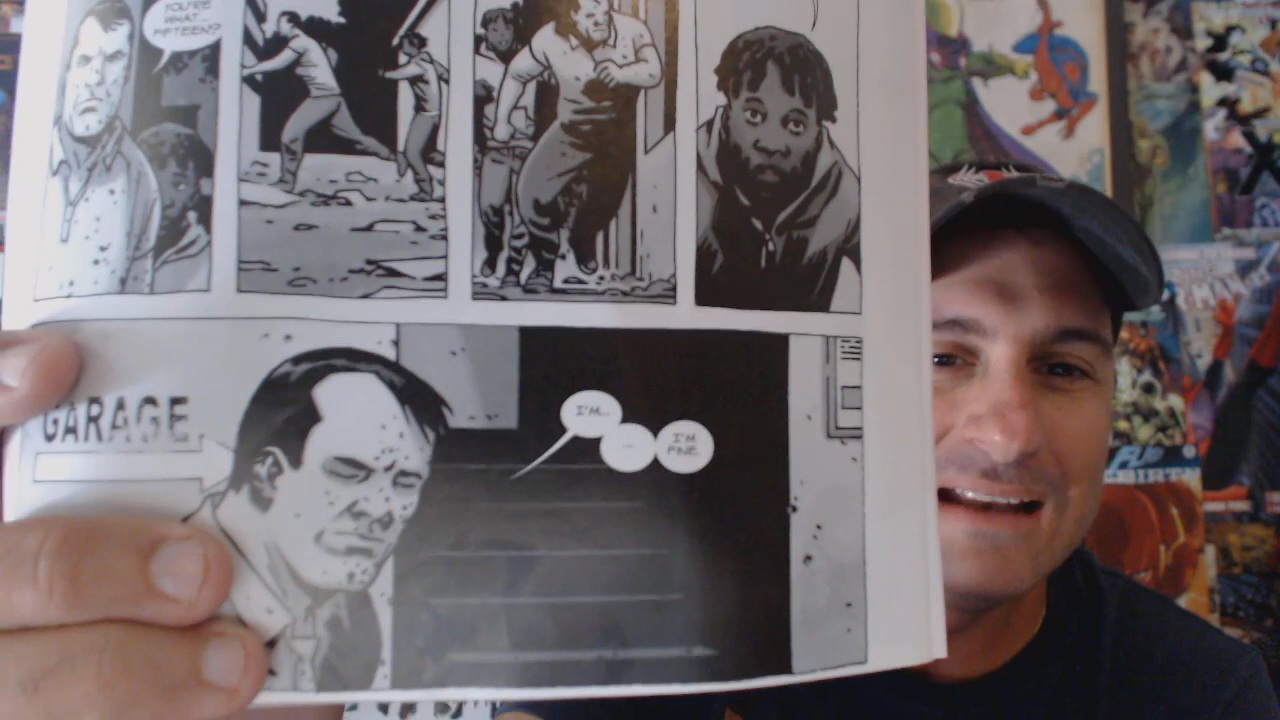 YOU'RE
WHAT...
FIFTEEN?
GARAGE
I'M...
...
I'M
FINE.